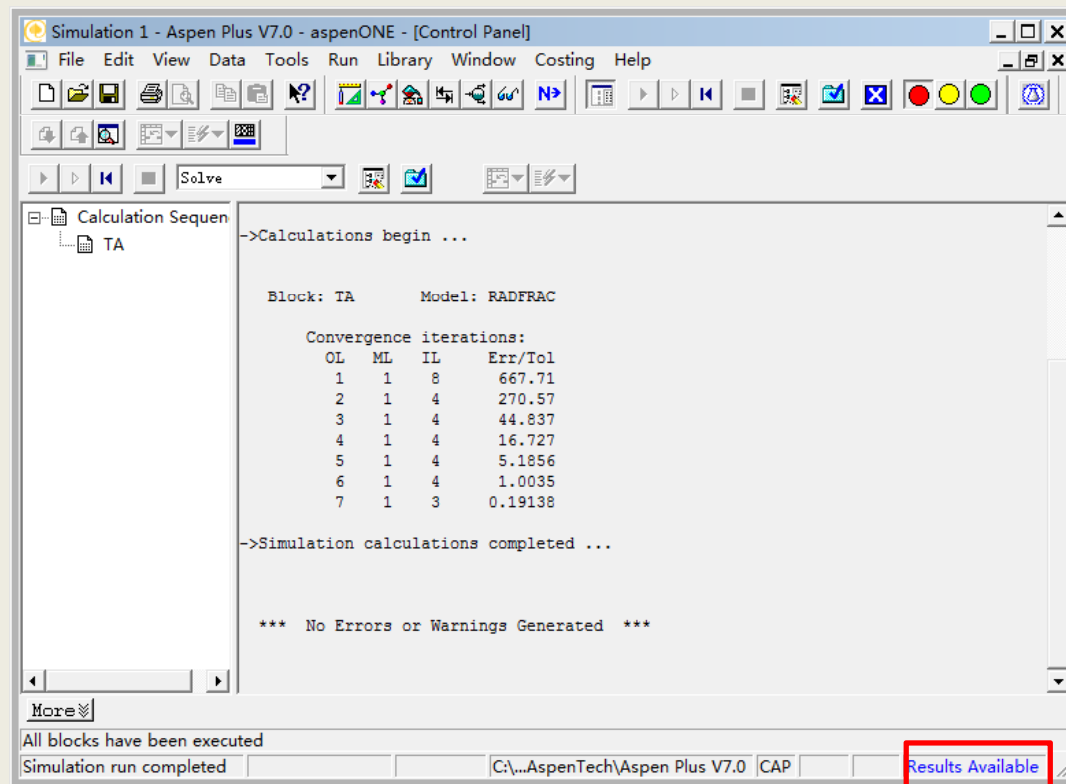 Simulation 1 - Aspen Plus V7.0 - aspenONE - [Control Panel]
File Edit View Data Tools Run Library Window Costing Help
N>
Solve
Calculation Sequen
TA
->Calculations begin ...
Block: TA Model: RADFRAC
Convergence iterations:
OL ML IL Err/Tol
1 1 8 667.71
2 1 4 270.57
3 1 4 44.837
4 1 4 16.727
5 1 4 5.1856
6 1 4 1.0035
7 1 3 0.19138
->Simulation calculations completed ...
*** No Errors or Warnings Generated ***
More
All blocks have been executed
Simulation run completed C:\...AspenTech\Aspen Plus V7.0 CAP Results Available